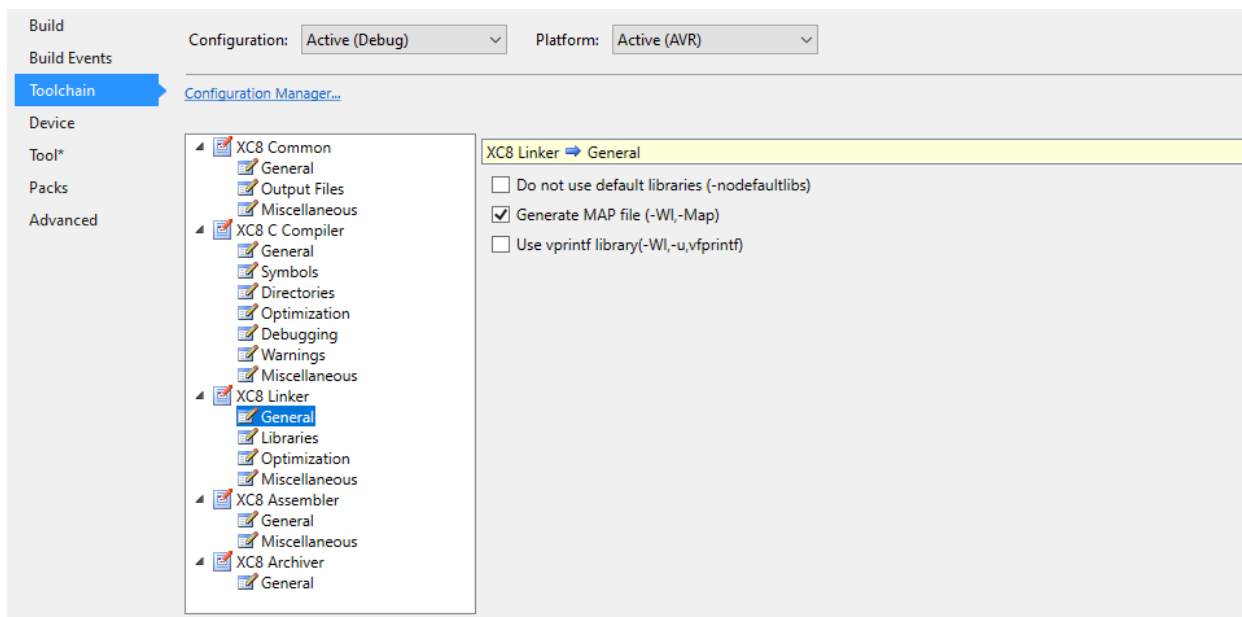 Build
Build Events
Toolchain
Device
Tool*
Packs
Advanced
Configuration: Active (Debug) Platform: Active (AVR)
Configuration Manager...
XC8 Common
General
Output Files
Miscellaneous
XC8 C Compiler
General
Symbols
Directories
Optimization
Debugging
Warnings
Miscellaneous
XC8 Linker
General
Libraries
Optimization
Miscellaneous
XC8 Assembler
General
Miscellaneous
XC8 Archiver
General
XC8 Linker ➡ General
Do not use default libraries (-nodefaultlibs)
Generate MAP file (-Wl,-Map)
Use vprintf library(-Wl,-u,vfprintf)